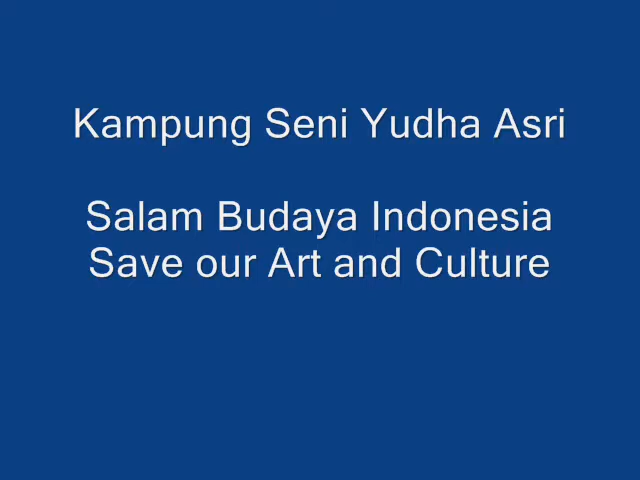 Kampung Seni Yudha Asri
Salam Budaya Indonesia
Save our Art and Culture